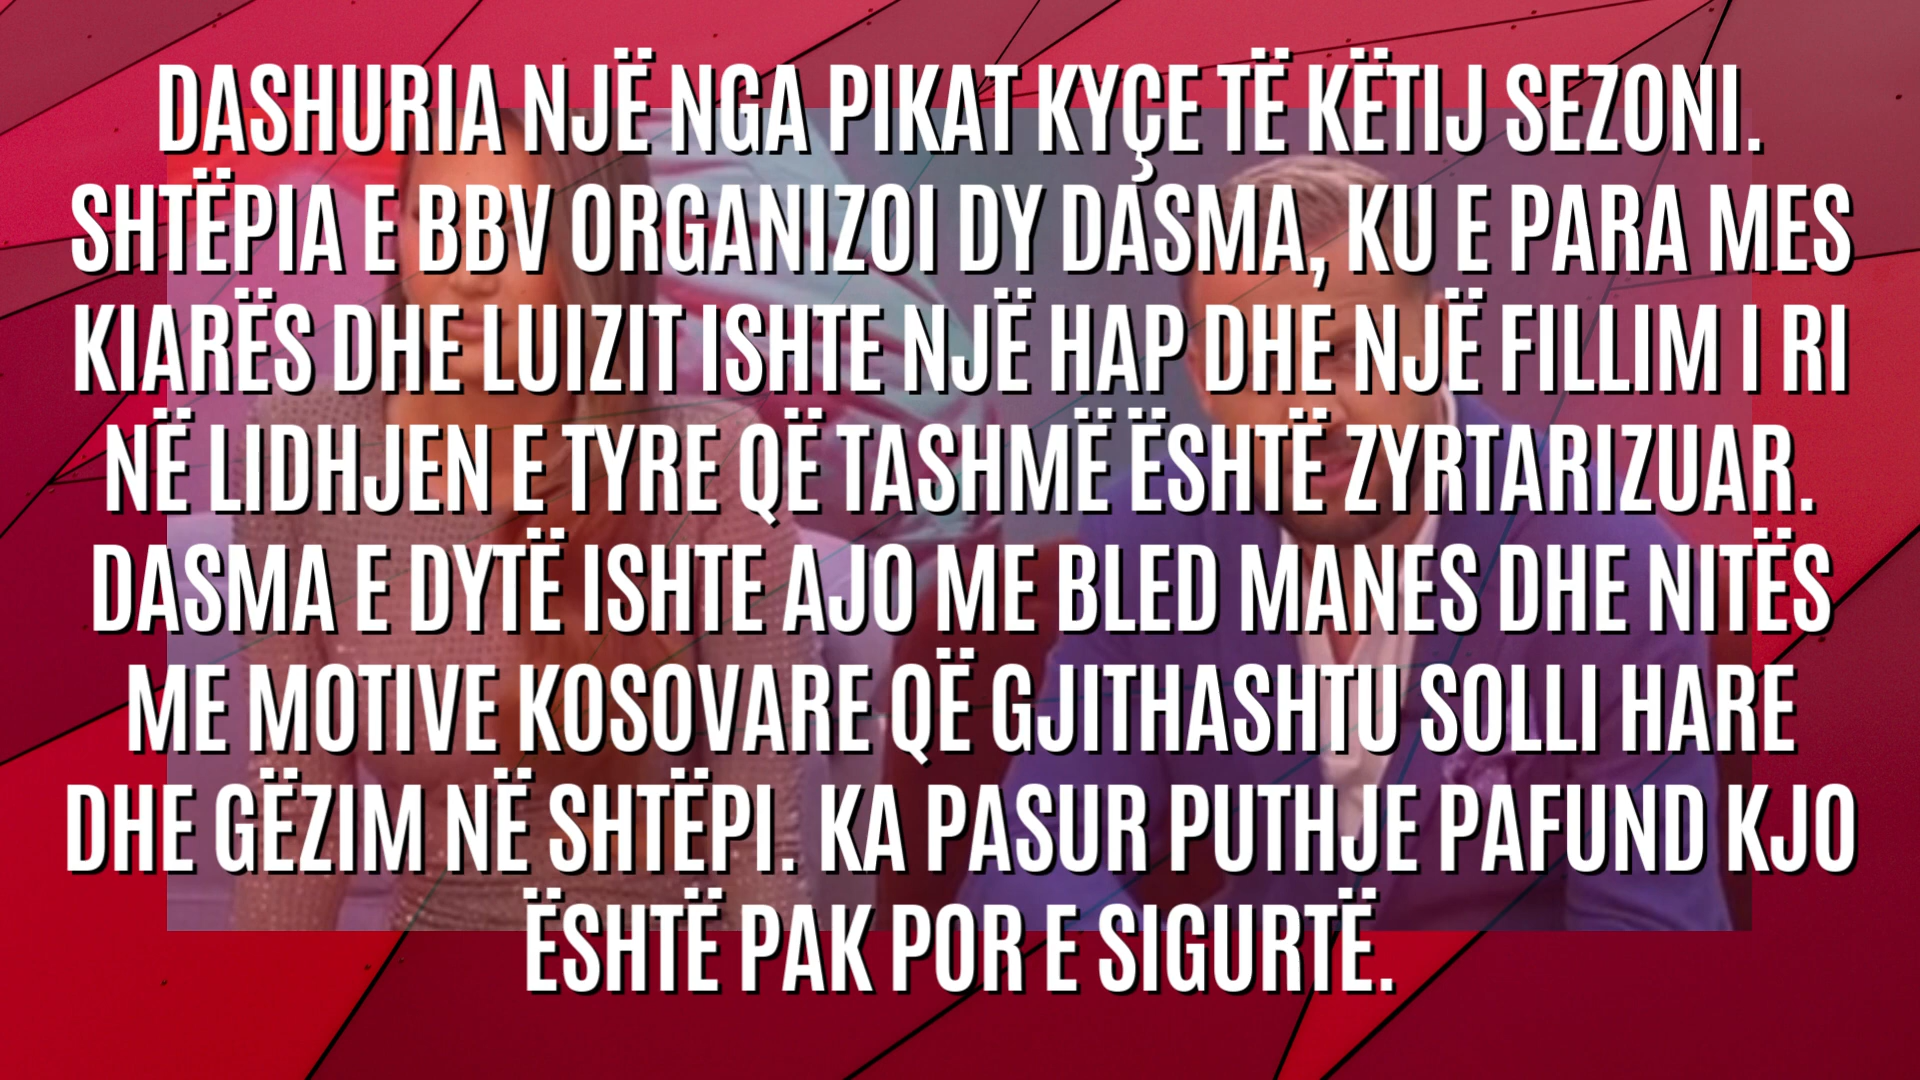 DASHURIA NJË NGA PIKAT KYÇE TË KËTIJ SEZONI.
SHTËPIA E BBV ORGANIZOI DY DASMA, KU E PARA MES
KIARËS DHE LUIZIT ISHTE NJË HAP DHE NJË FILLIM I RI
NË LIDHJEN E TYRE QË TASHMË ËSHTË ZYRTARIZUAR.
DASMA E DYTË ISHTE AJO ME BLED MANES DHE NITËS
ME MOTIVE KOSOVARE QË GJITHASHTU SOLLI HARE
DHE GËZIM NË SHTËPI. KA PASUR PUTHJE PAFUND KJO
ËSHTË PAK POR E SIGURTË.